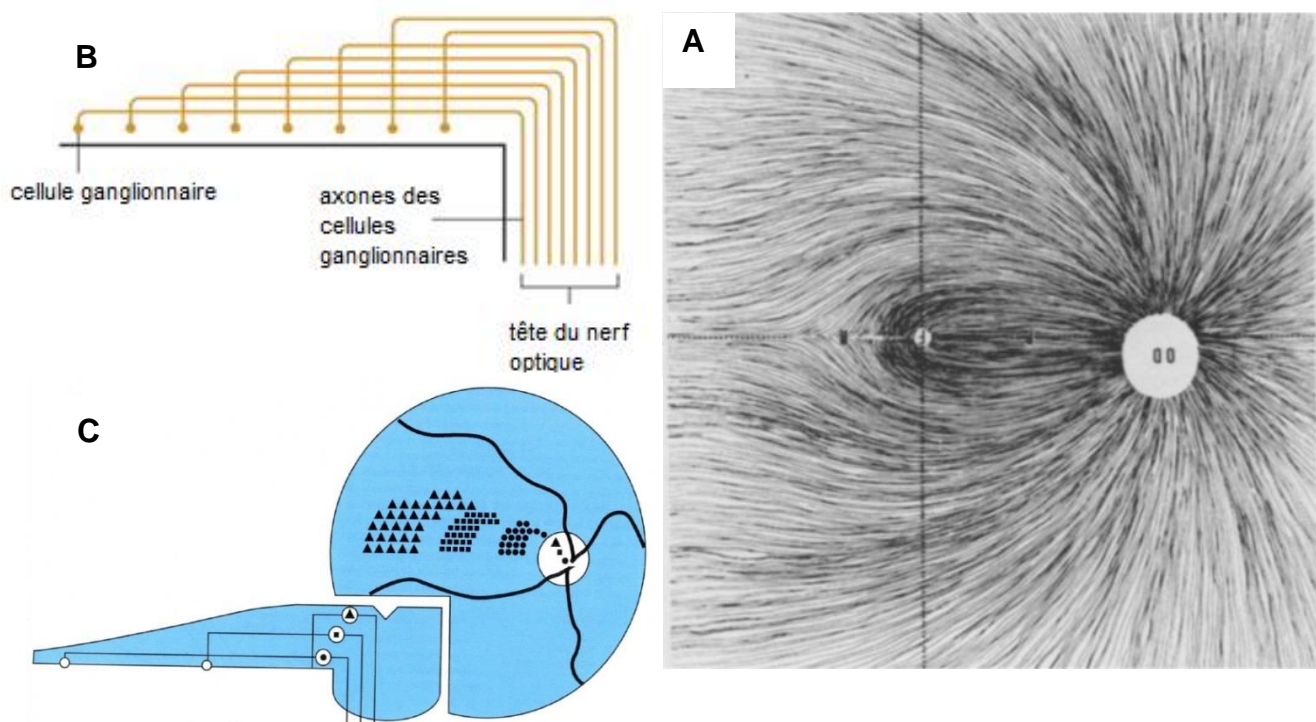 B
cellule ganglionnaire
axones des
cellules
ganglionnaires
tête du nerf
optique
A
C